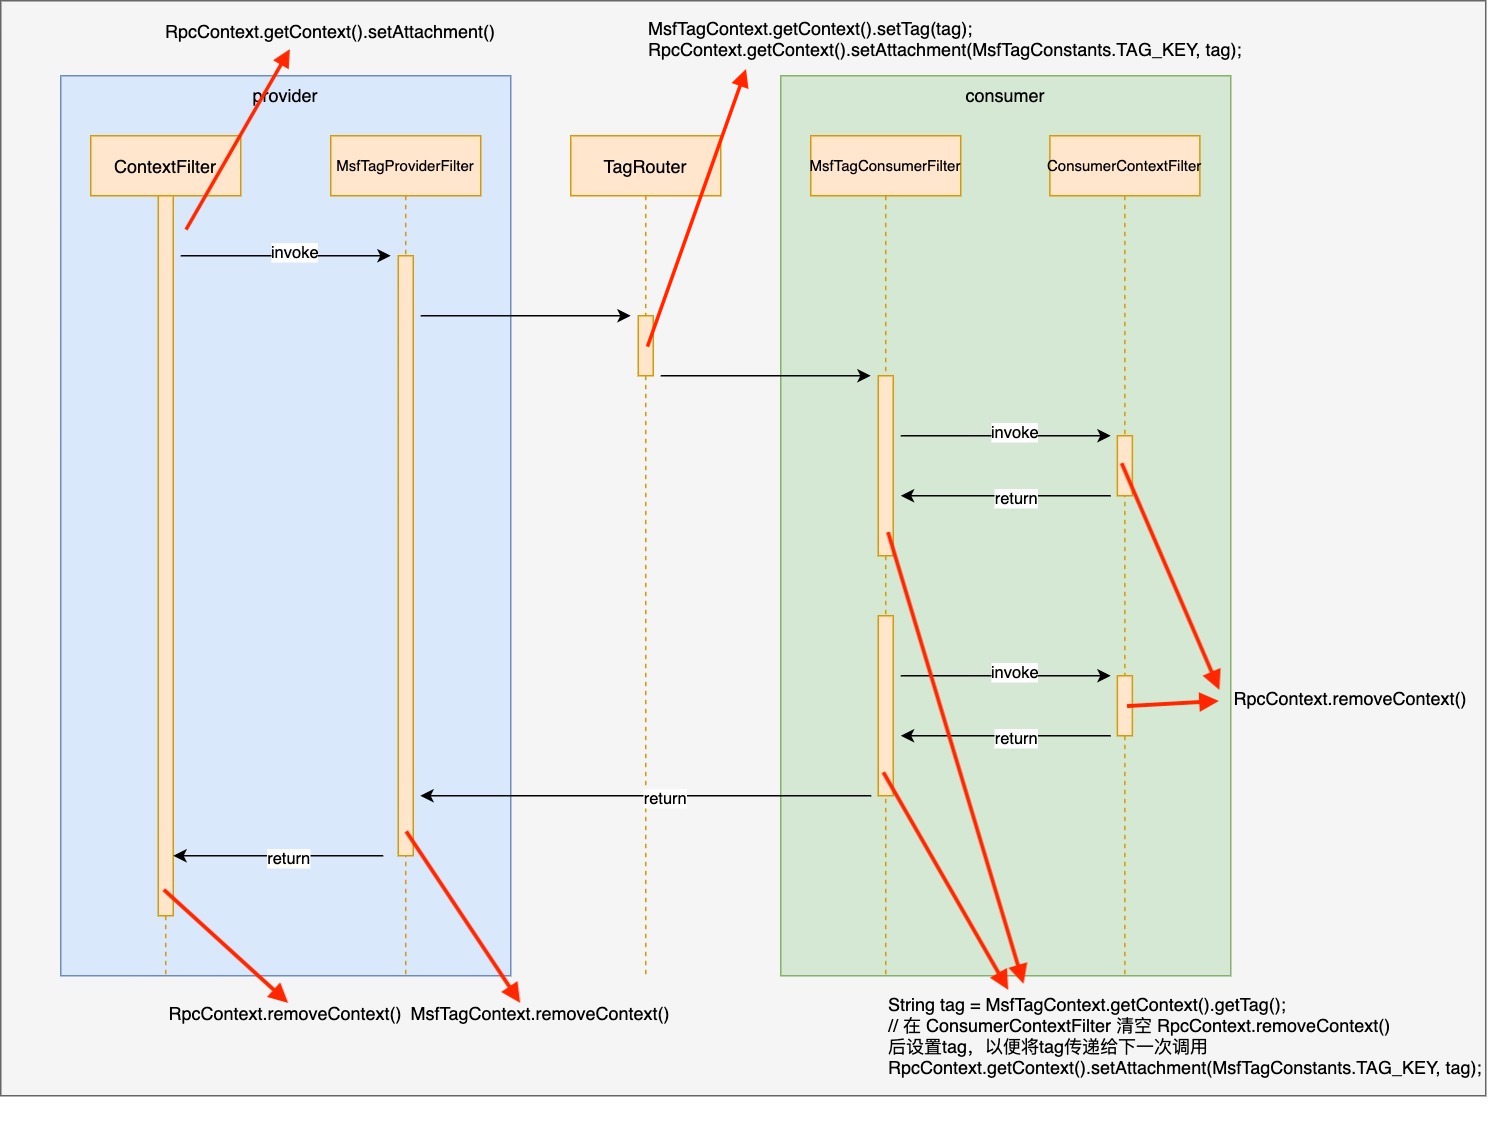 RpcContext.getContext().setAttachment()
MsfTagContext.getContext().setTag(tag);
RpcContext.getContext().setAttachment(MsfTagConstants.TAG_KEY, tag);
provider
consumer
ContextFilter
MsfTagProviderFilter
TagRouter
MsfTagConsumerFilter
ConsumerContextFilter
invoke
invoke
return
invoke
RpcContext.removeContext()
return
return
return
RpcContext.removeContext()
MsfTagContext.removeContext()
String tag = MsfTagContext.getContext().getTag();
// 在 ConsumerContextFilter 清空 RpcContext.removeContext()
后设置tag，以便将tag传递给下一次调用
RpcContext.getContext().setAttachment(MsfTagConstants.TAG_KEY, tag);